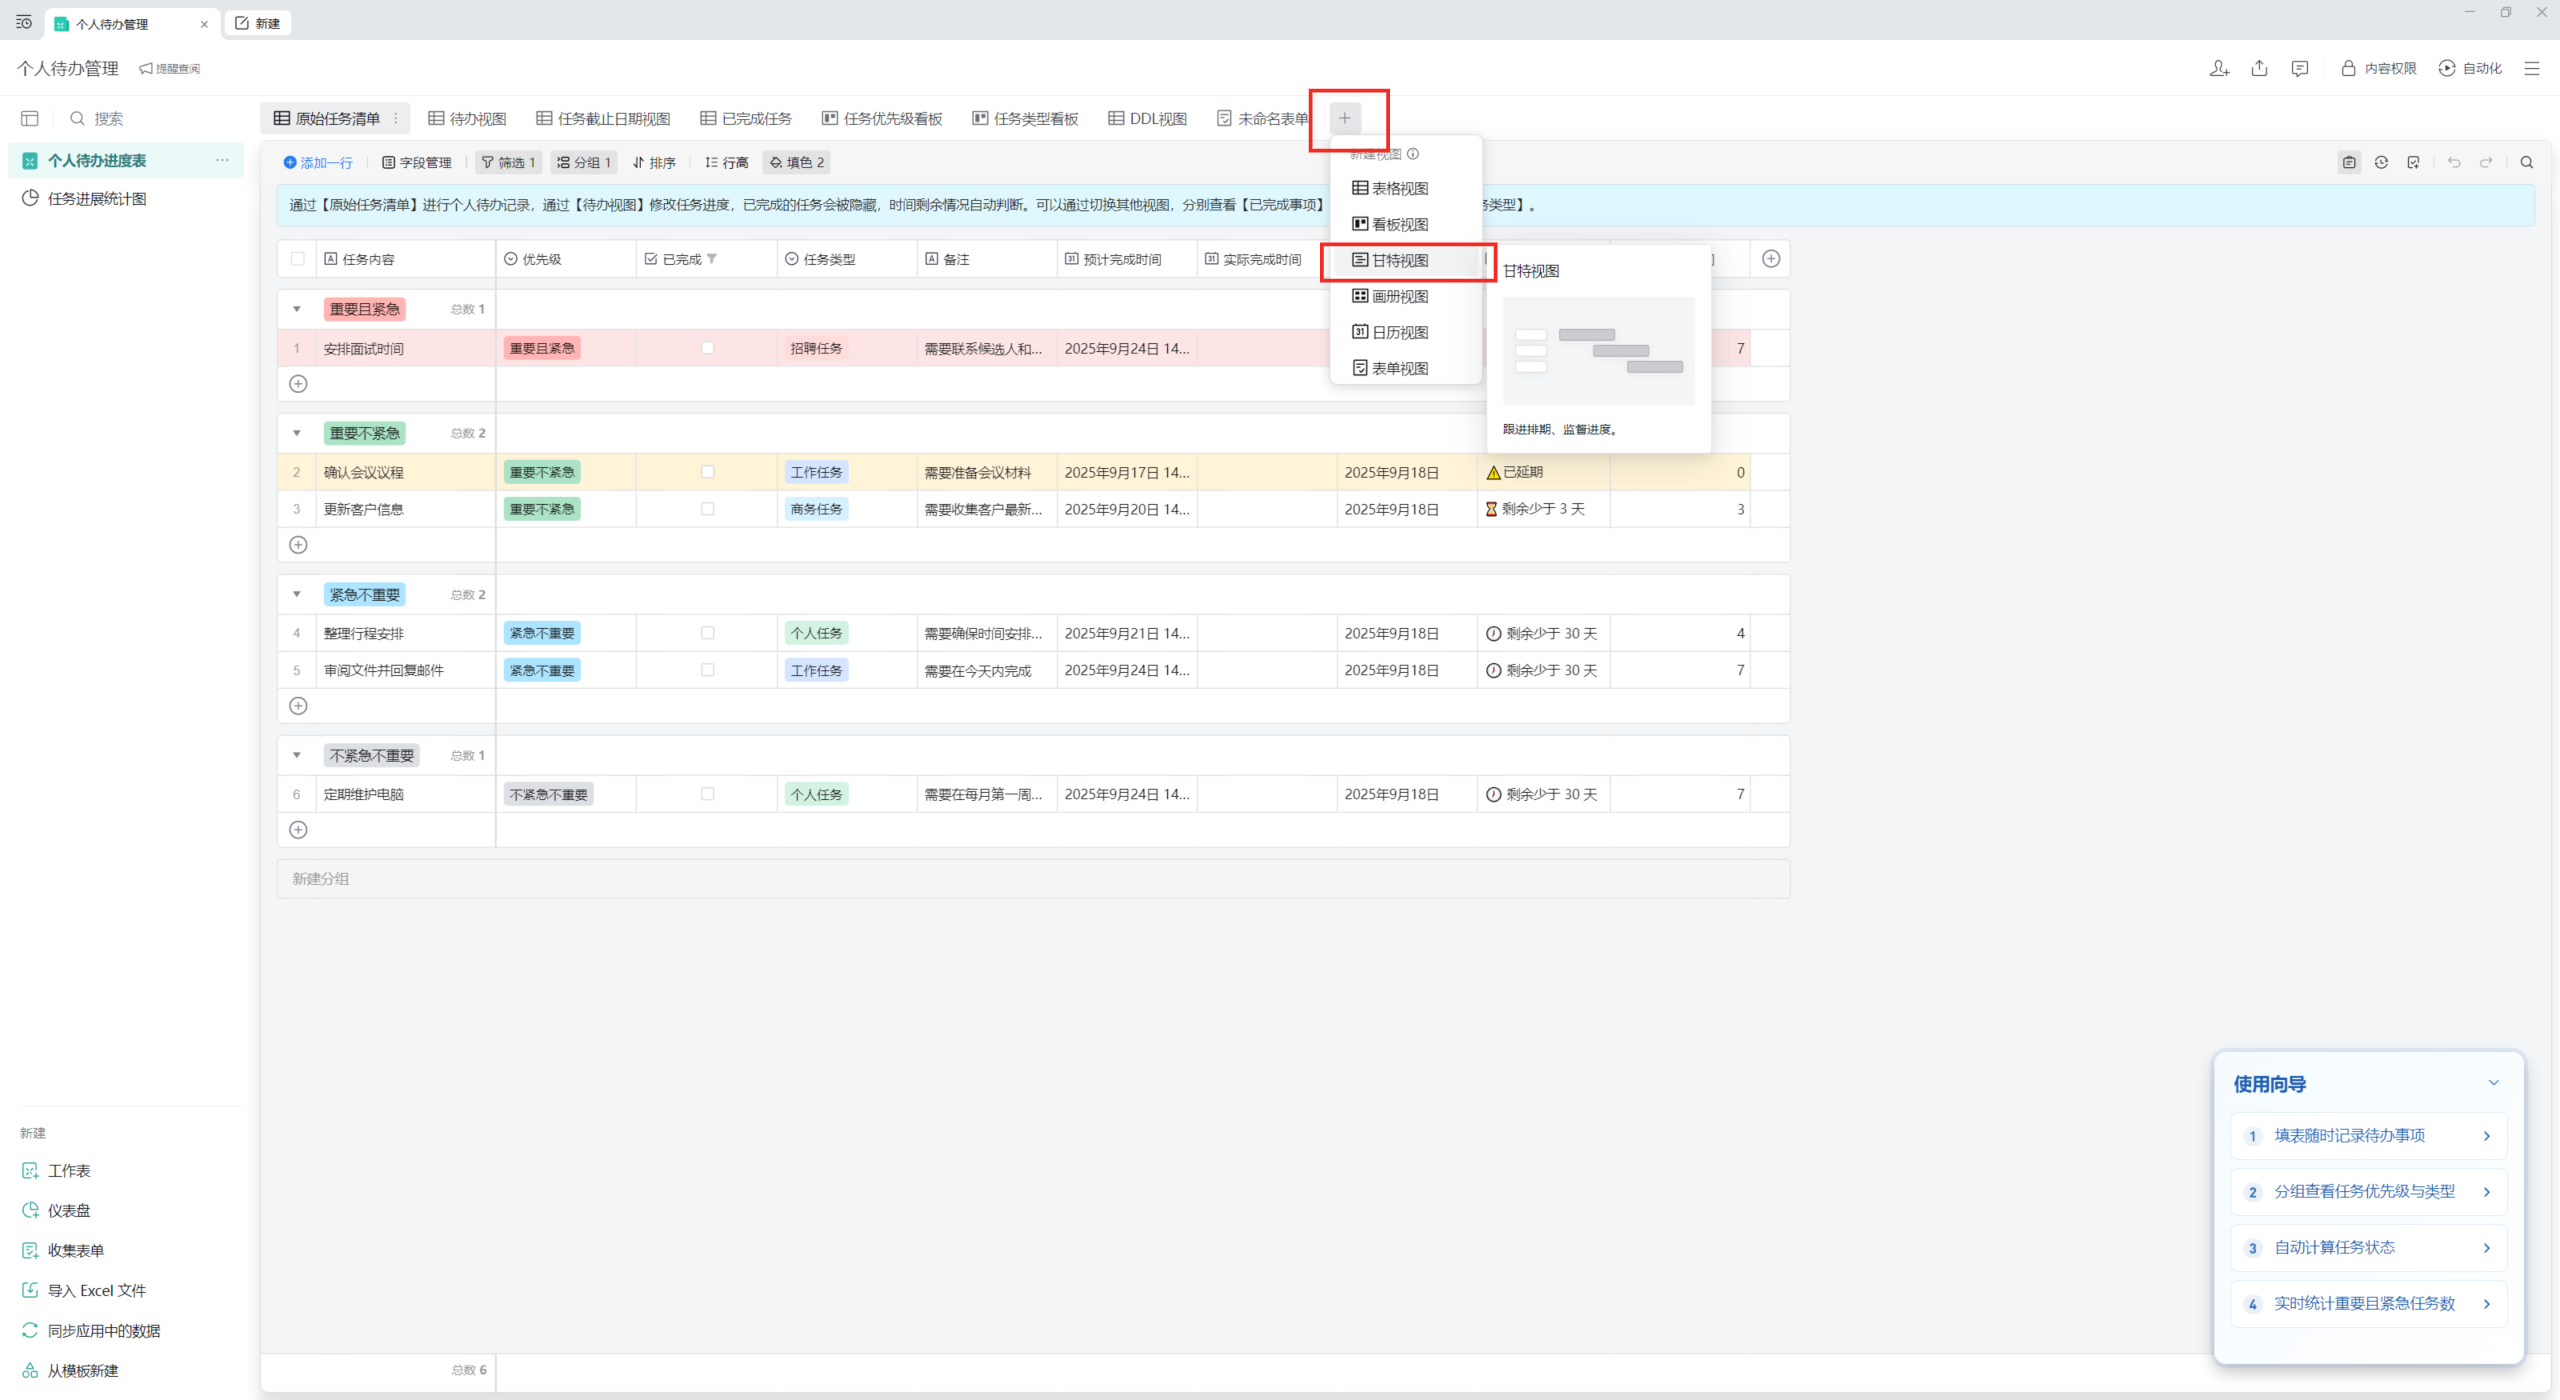 个人待办管理
新建
个人待办管理 提醒查阅
内容权限 自动化
搜索
原始任务清单 待办视图 任务截止日期视图 已完成任务 任务优先级看板 任务类型看板 DDL视图 未命名表单
个人待办进度表
任务进展统计图
添加一行 字段管理 筛选 1 分组 1 排序 行高 填色 2
通过【原始任务清单】进行个人待办记录，通过【待办视图】修改任务进度，已完成的任务会被隐藏，时间剩余情况自动判断。可以通过切换其他视图，分别查看【已完成事项】
类型】。
新建视图
表格视图
看板视图
甘特视图
画册视图
日历视图
表单视图
甘特视图
跟进排期、监督进度。
任务内容 优先级 已完成 任务类型 备注 预计完成时间 实际完成时间
重要且紧急 总数 1
1 安排面试时间 重要且紧急 招聘任务 需要联系候选人和... 2025年9月24日 14... 7
重要不紧急 总数 2
2 确认会议议程 重要不紧急 工作任务 需要准备会议材料 2025年9月17日 14... 2025年9月18日 已延期 0
3 更新客户信息 重要不紧急 商务任务 需要收集客户最新... 2025年9月20日 14... 2025年9月18日 剩余少于 3 天 3
紧急不重要 总数 2
4 整理行程安排 紧急不重要 个人任务 需要确保时间安排... 2025年9月21日 14... 2025年9月18日 剩余少于 30 天 4
5 审阅文件并回复邮件 紧急不重要 工作任务 需要在今天内完成 2025年9月24日 14... 2025年9月18日 剩余少于 30 天 7
不紧急不重要 总数 1
6 定期维护电脑 不紧急不重要 个人任务 需要在每月第一周... 2025年9月24日 14... 2025年9月18日 剩余少于 30 天 7
新建分组
总数 6
新建
工作表
仪表盘
收集表单
导入 Excel 文件
同步应用中的数据
从模板新建
使用向导
1 填表随时记录待办事项
2 分组查看任务优先级与类型
3 自动计算任务状态
4 实时统计重要且紧急任务数